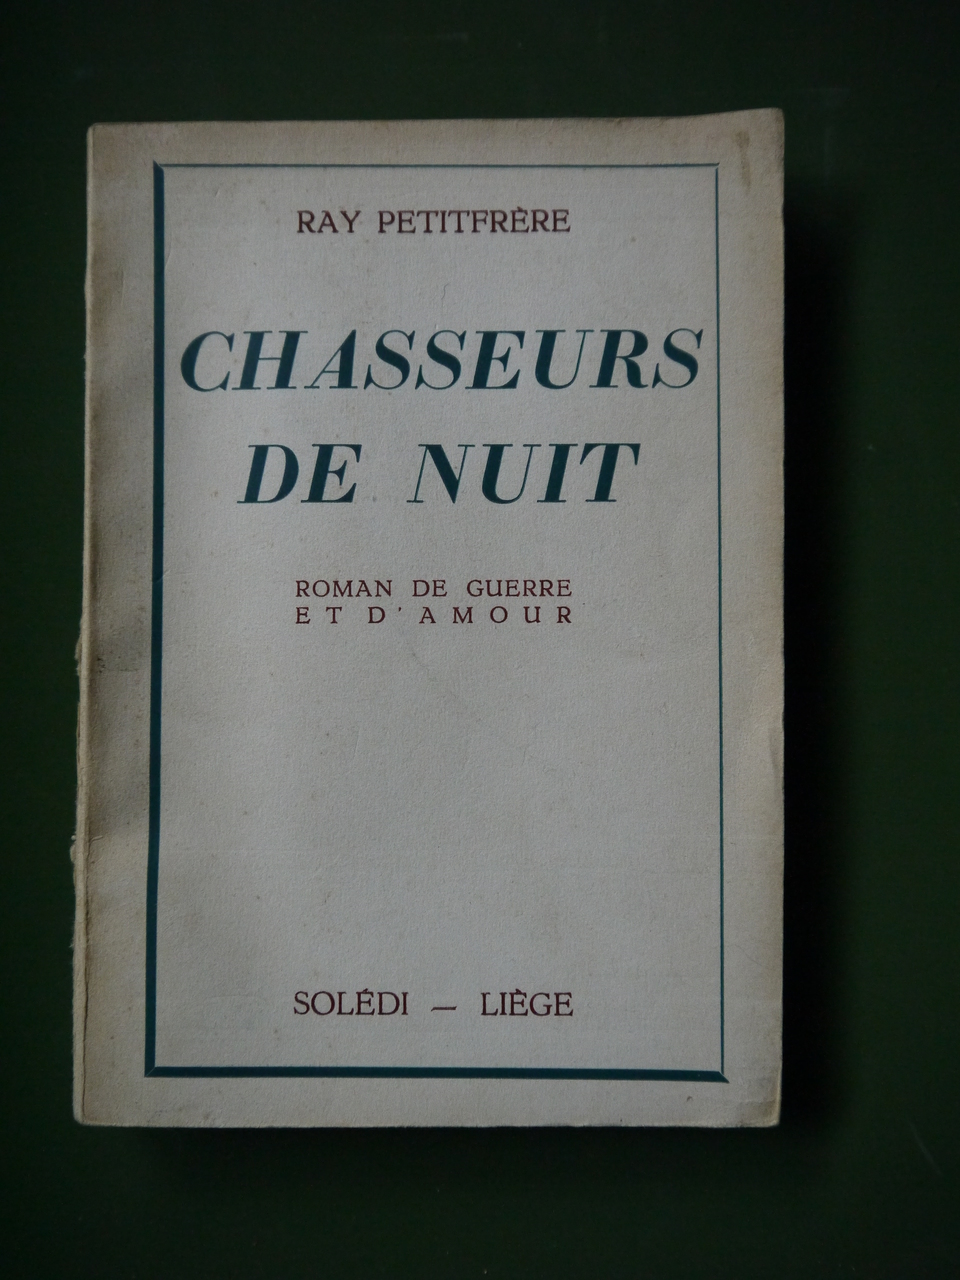 RAY PETITFRÈRE
CHASSEURS
DE NUIT
ROMAN DE GUERRE
ET D'AMOUR
SOLÉDI — LIÈGE